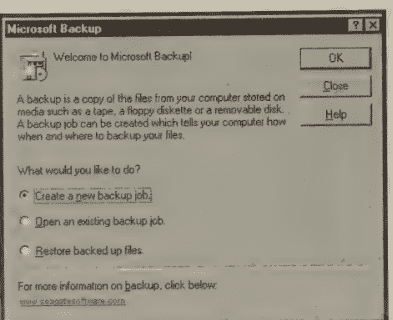 Microsoft Backup
Welcome to Microsoft Backup!
OK
Close
Help
A backup is a copy of the files from your computer stored on
media such as a tape, a floppy diskette or a removable disk.
A backup job can be created which tells your computer how
when and where to backup your files.
What would you like to do?
Create a new backup job.
Open an existing backup job.
Restore backed up files.
For more information on backup, click below:
www.seagatesoftware.com